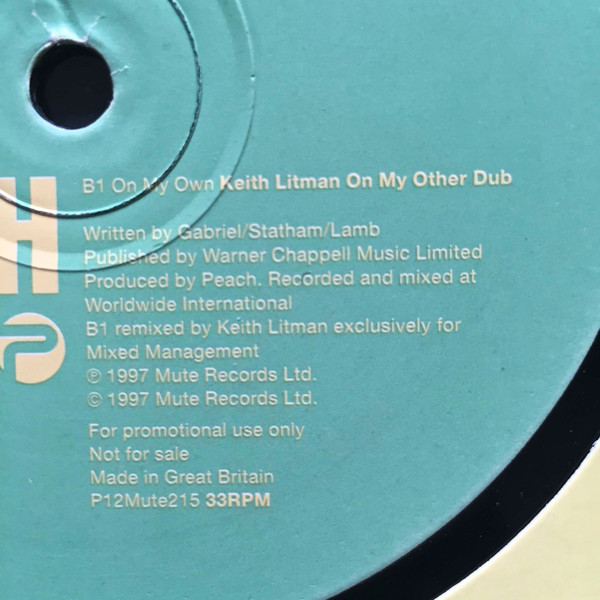 B1 On My Own Keith Litman On My Other Dub
Written by Gabriel/Statham/Lamb
Published by Warner Chappell Music Limited
Produced by Peach. Recorded and mixed at
Worldwide International
B1 remixed by Keith Litman exclusively for
Mixed Management
℗ 1997 Mute Records Ltd.
© 1997 Mute Records Ltd.
For promotional use only
Not for sale
Made in Great Britain
P12Mute215 33RPM
H